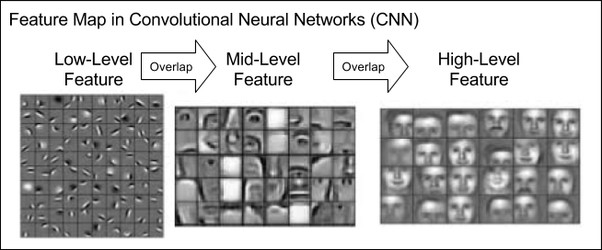 Feature Map in Convolutional Neural Networks (CNN)
Low-Level
Feature
Overlap
Mid-Level
Feature
Overlap
High-Level
Feature